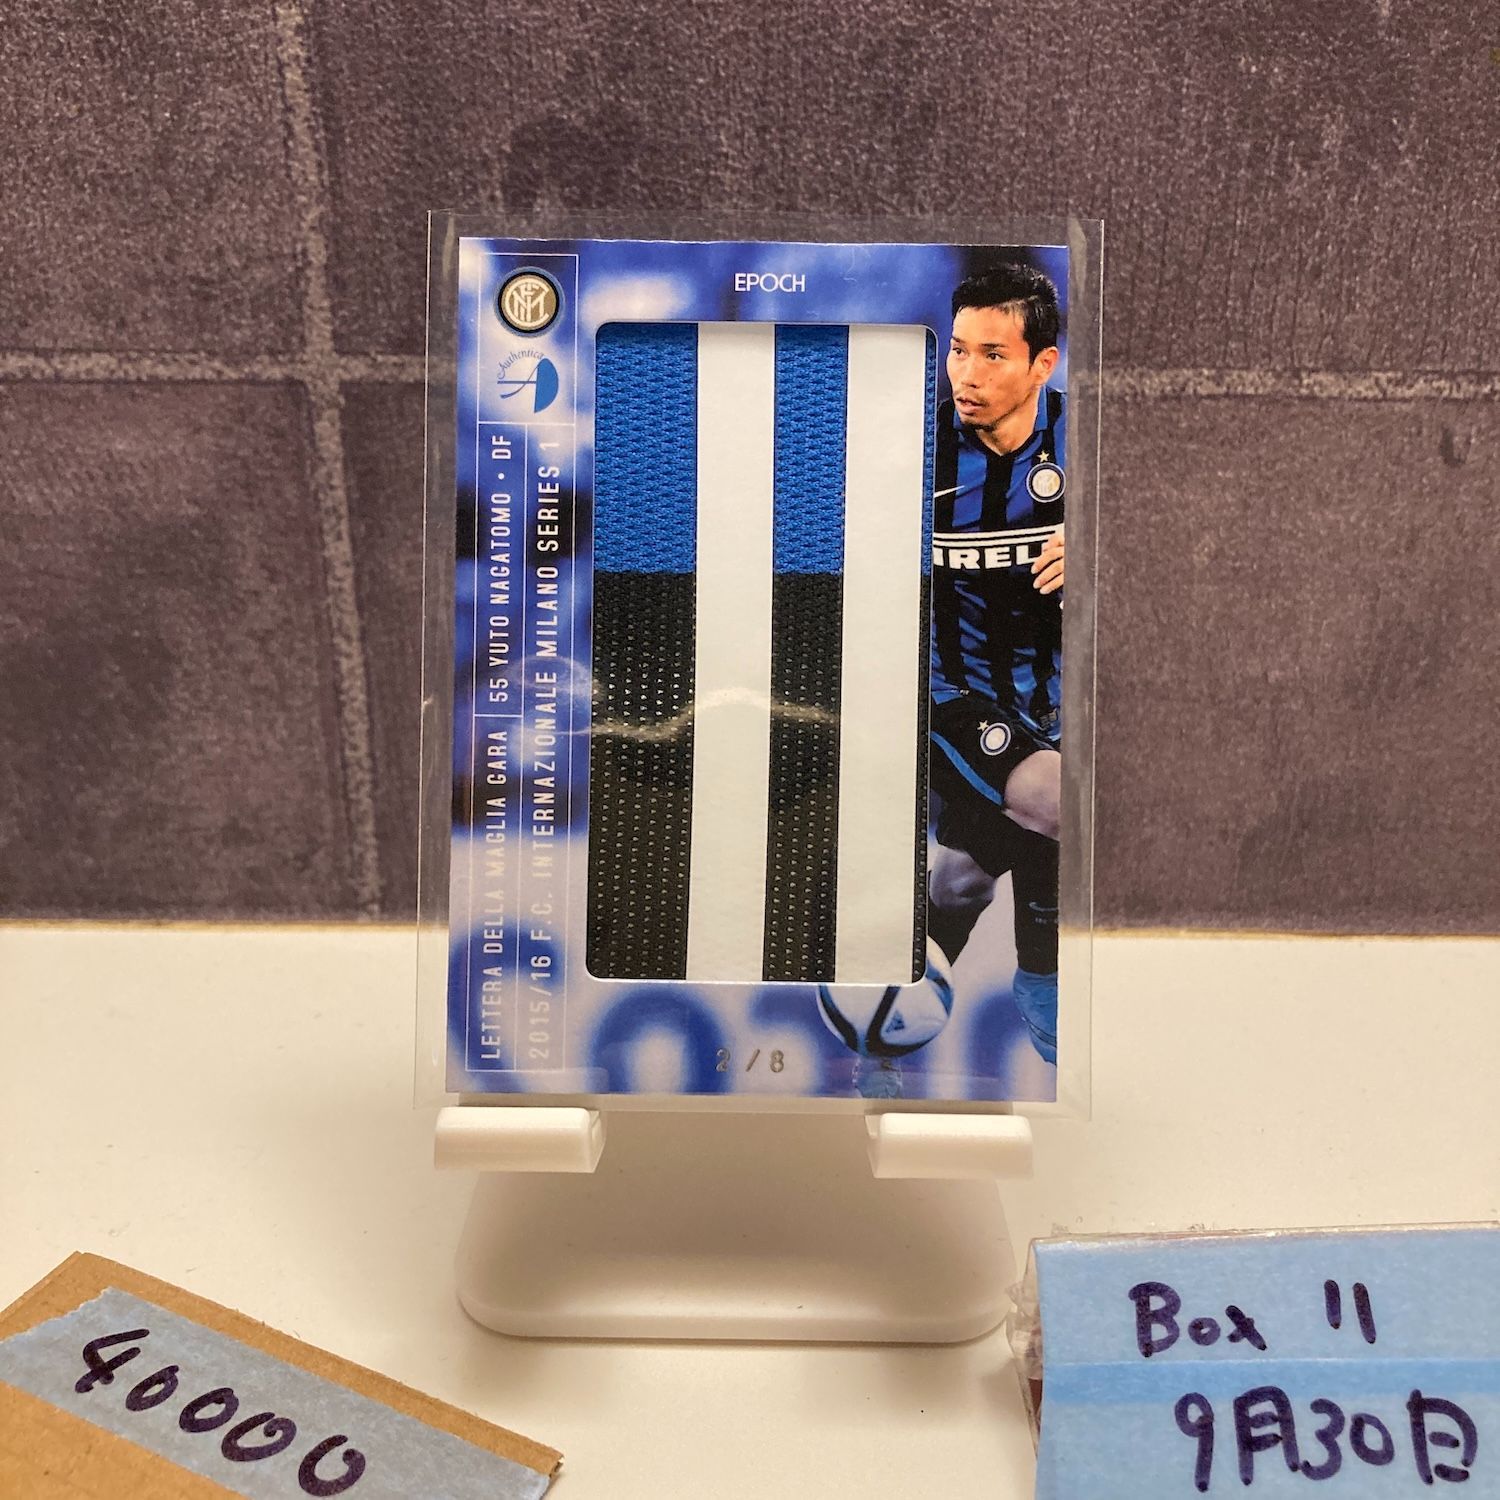 EPOCH
Authentica
LETTERA DELLA MAGLIA GARA 55 YUTO NAGATOMO • DF
2015/16 F.C. INTERNAZIONALE MILANO SERIES 1
IRELL
2/8
40000
Box 11
9月30日